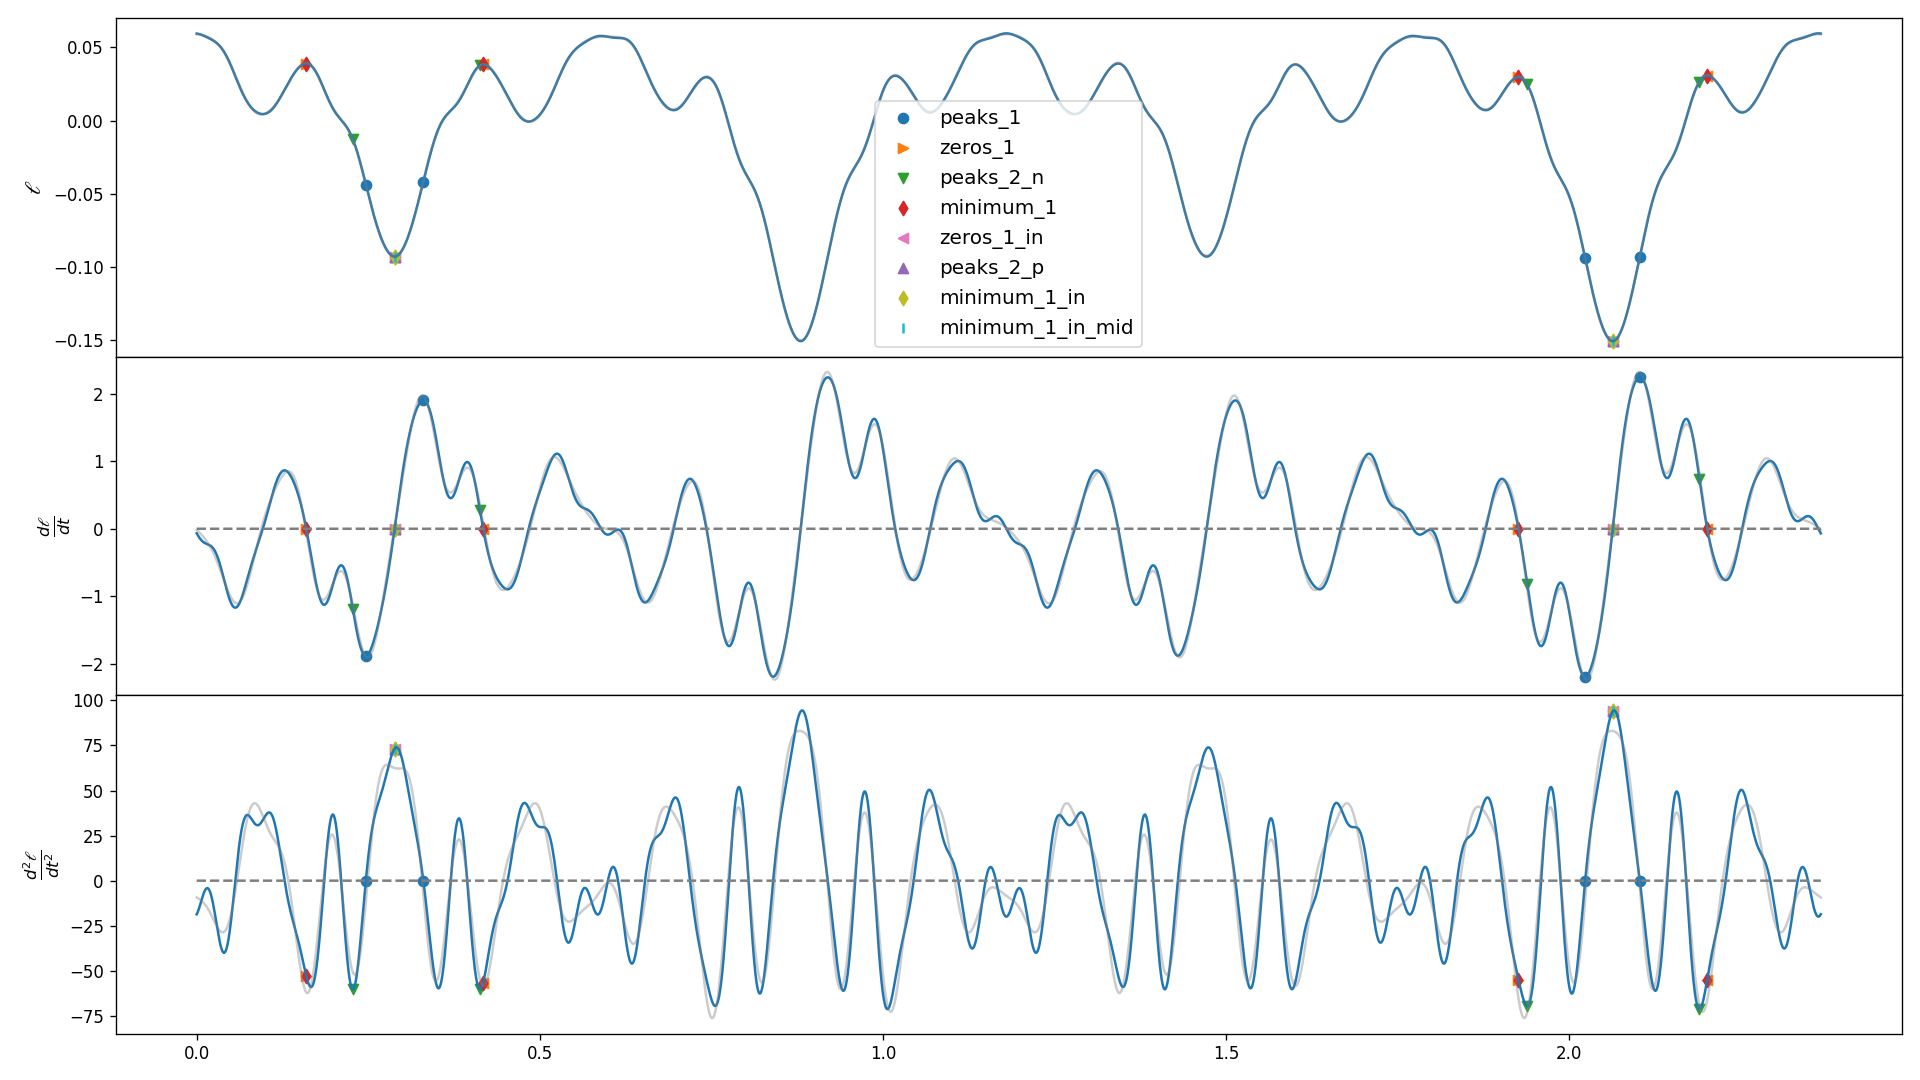 0.05
0.00
−0.05
−0.10
−0.15
ℓ
peaks_1
zeros_1
peaks_2_n
minimum_1
zeros_1_in
peaks_2_p
minimum_1_in
minimum_1_in_mid
2
1
0
−1
−2
dℓ
dt
100
75
50
25
0
−25
−50
−75
d²ℓ
dt²
0.0 0.5 1.0 1.5 2.0